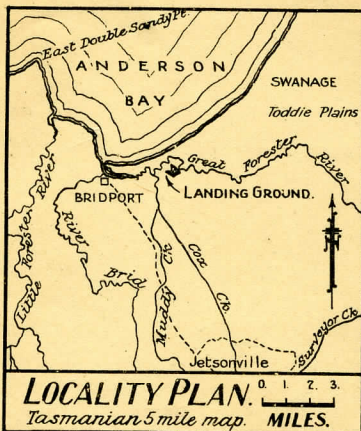 East Double Sandy Pt.
ANDERSON
BAY
SWANAGE
Toddie Plains
Great Forester River
LANDING GROUND.
BRIDPORT
Little Forester River
Brid River
Muddy Ck.
Cox Ck.
Surveyor Ck.
Jetsonville
LOCALITY PLAN.
Tasmanian 5 mile map.
0. 1. 2. 3.
MILES.